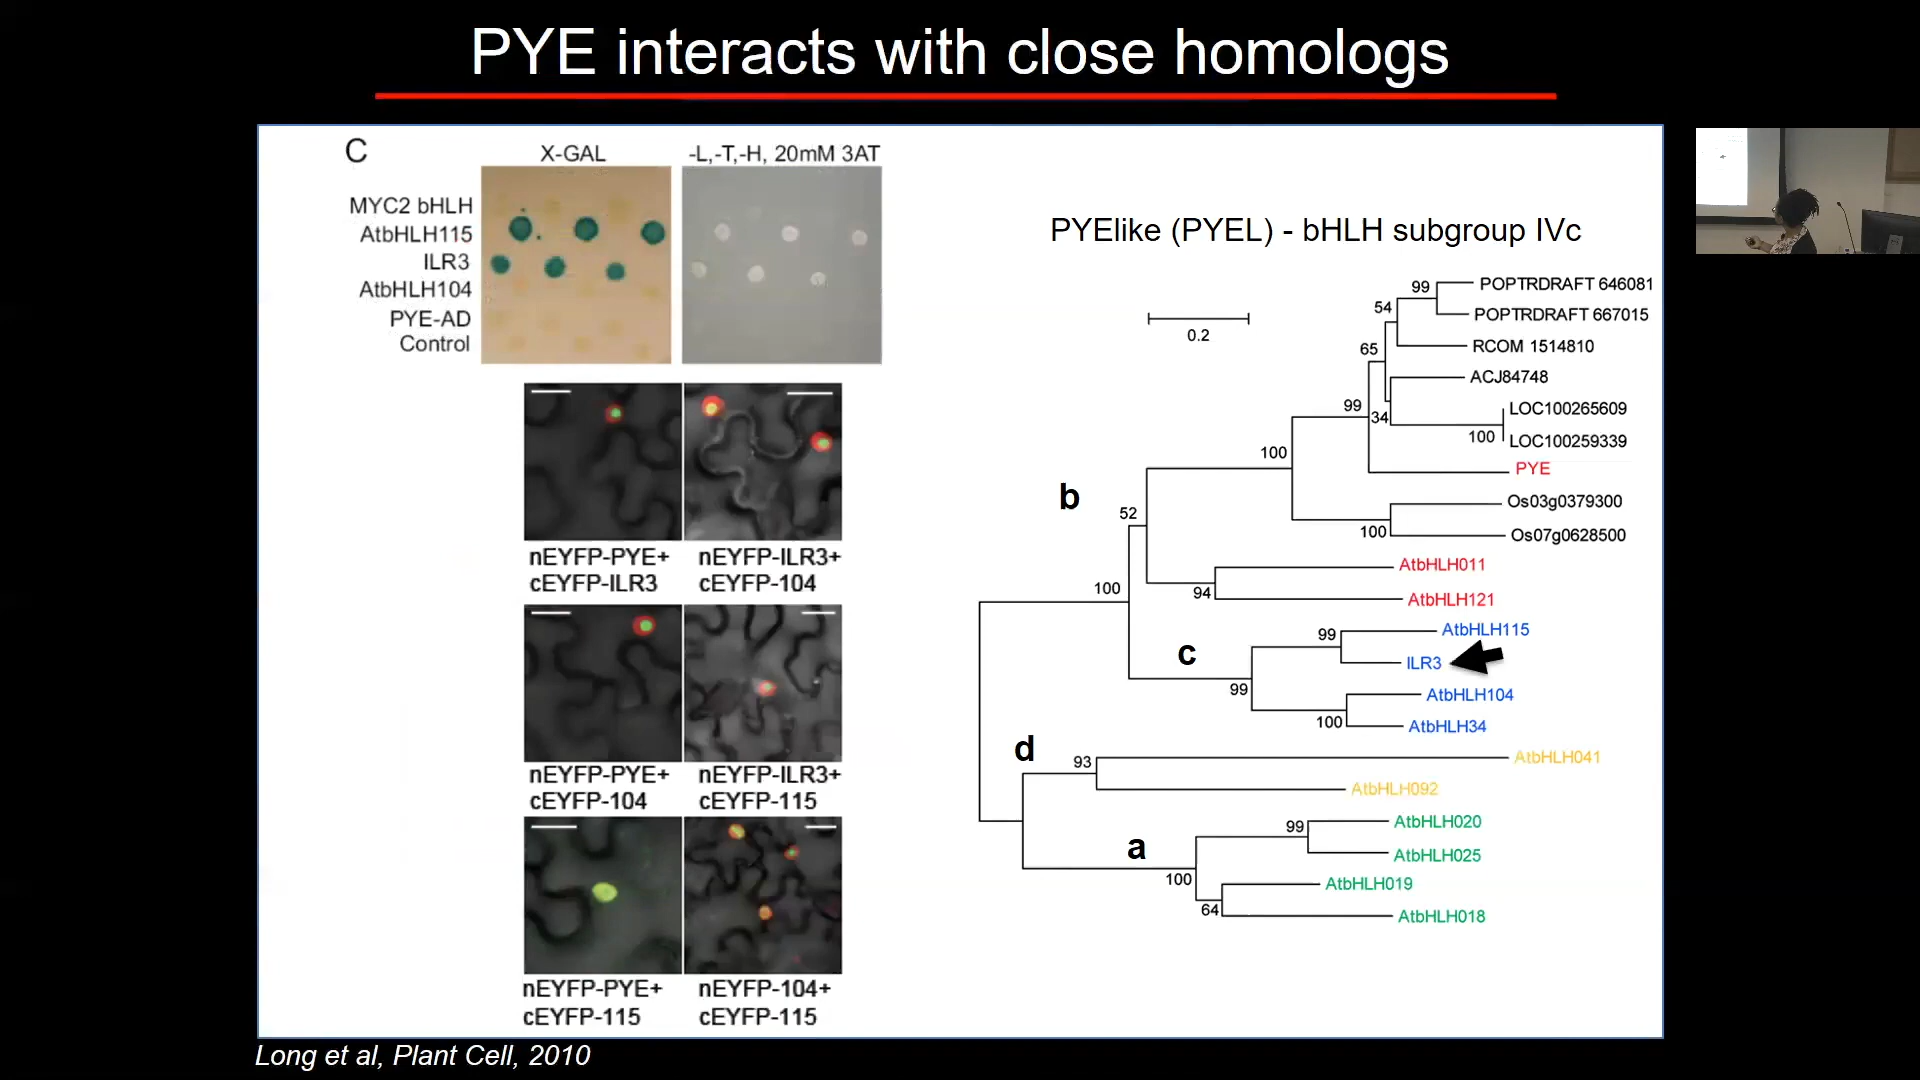 PYE interacts with close homologs
C
X-GAL
-L,-T,-H, 20mM 3AT
MYC2 bHLH
AtbHLH115
ILR3
AtbHLH104
PYE-AD
Control
nEYFP-PYE+
cEYFP-ILR3
nEYFP-ILR3+
cEYFP-104
nEYFP-PYE+
cEYFP-104
nEYFP-ILR3+
cEYFP-115
nEYFP-PYE+
cEYFP-115
nEYFP-104+
cEYFP-115
PYElike (PYEL) - bHLH subgroup IVc
0.2
99
POPTRDRAFT 646081
54
POPTRDRAFT 667015
65
RCOM 1514810
ACJ84748
99
34
LOC100265609
100
LOC100259339
100
PYE
b
Os03g0379300
52
100
Os07g0628500
AtbHLH011
100
94
AtbHLH121
99
AtbHLH115
c
ILR3
99
AtbHLH104
100
AtbHLH34
d
93
AtbHLH041
AtbHLH092
99
AtbHLH020
a
AtbHLH025
100
AtbHLH019
64
AtbHLH018
Long et al, Plant Cell, 2010